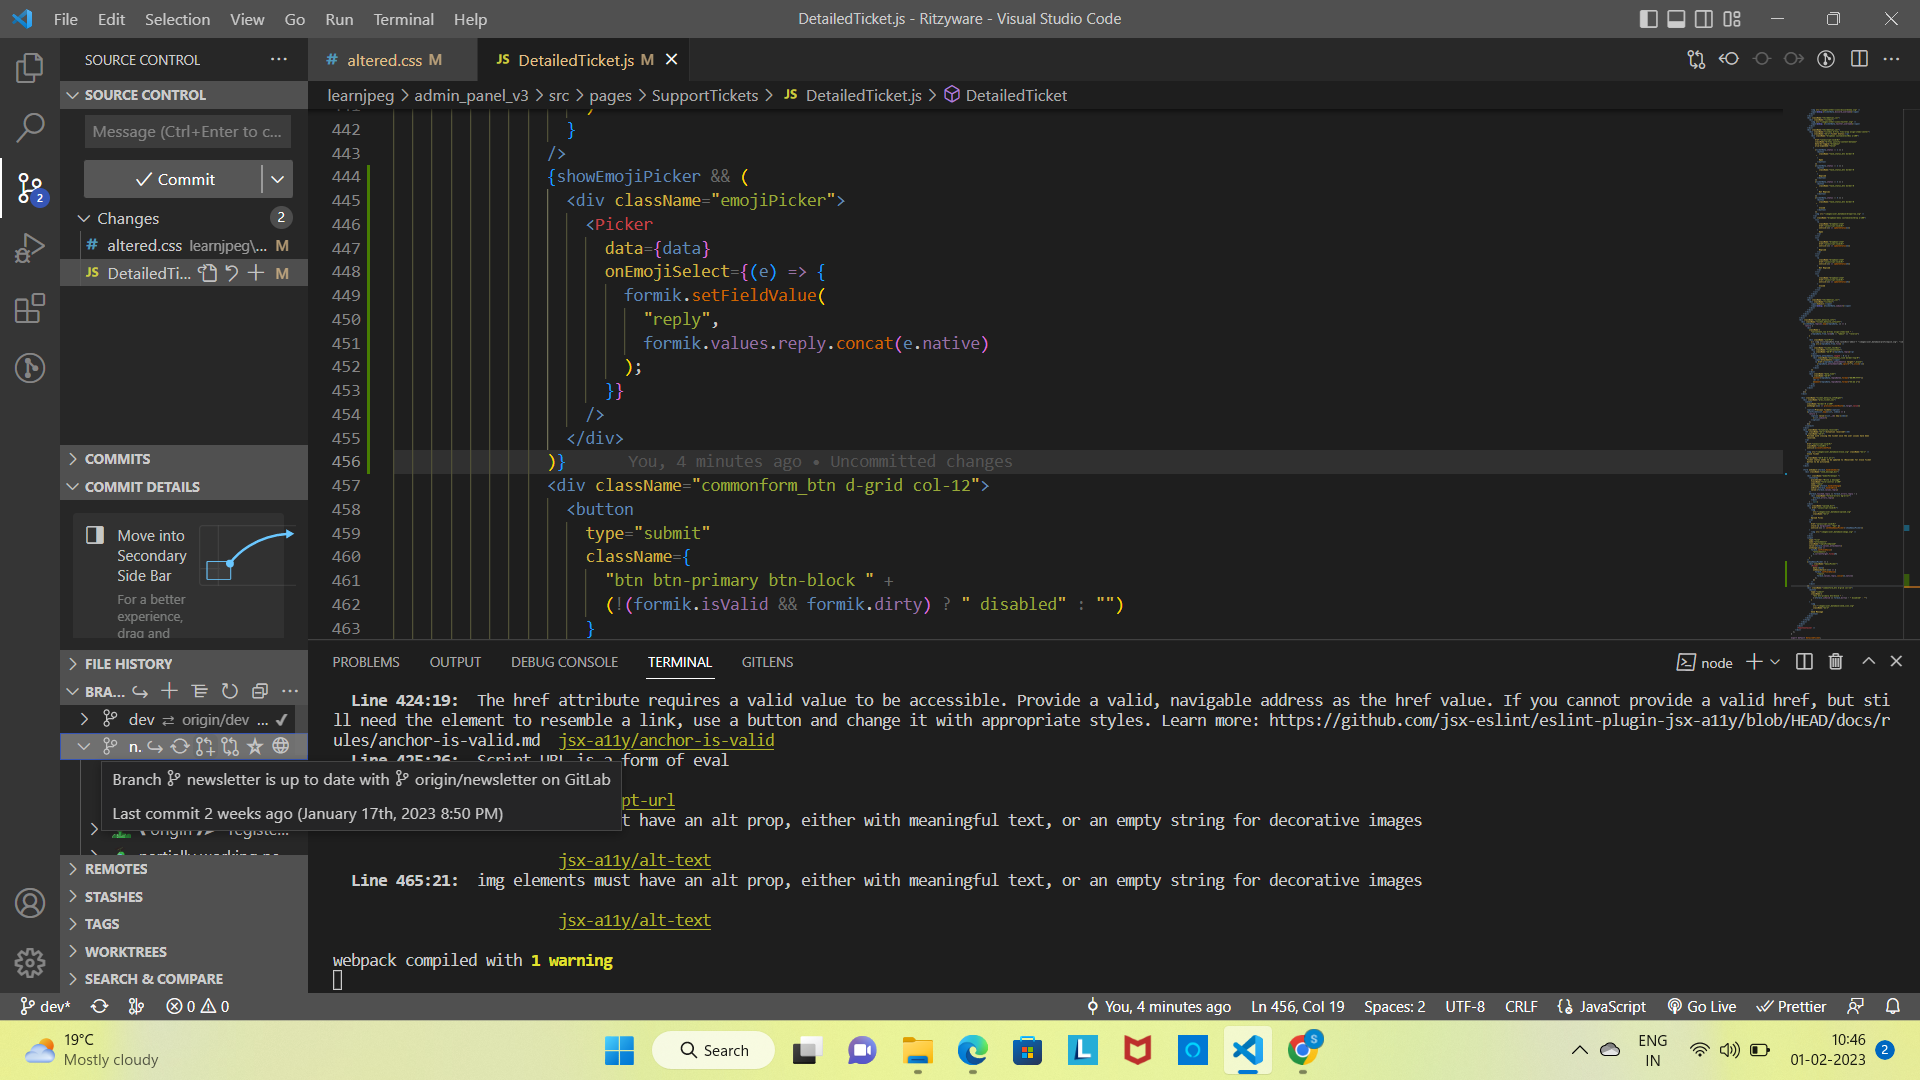 File Edit Selection View Go Run Terminal Help
DetailedTicket.js - Ritzyware - Visual Studio Code
SOURCE CONTROL
# altered.css M
JS DetailedTicket.js M
SOURCE CONTROL
learnjpeg > admin_panel_v3 > src > pages > SupportTickets > JS DetailedTicket.js > DetailedTicket
Message (Ctrl+Enter to c...
Commit
Changes 2
# altered.css learnjpeg\... M
JS DetailedTi... M
442 }
443 />
444 {showEmojiPicker && (
445 <div className="emojiPicker">
446 <Picker
447 data={data}
448 onEmojiSelect={(e) => {
449 formik.setFieldValue(
450 "reply",
451 formik.values.reply.concat(e.native)
452 );
453 }}
454 />
455 </div>
456 )} You, 4 minutes ago • Uncommitted changes
457 <div className="commonform_btn d-grid col-12">
458 <button
459 type="submit"
460 className={
461 "btn btn-primary btn-block " +
462 (!(formik.isValid && formik.dirty) ? " disabled" : "")
463 }
COMMITS
COMMIT DETAILS
Move into
Secondary
Side Bar
For a better
experience,
drag and
FILE HISTORY
BRA...
dev ⇄ origin/dev ... ✓
n.
Branch newsletter is up to date with origin/newsletter on GitLab
Last commit 2 weeks ago (January 17th, 2023 8:50 PM)
REMOTES
STASHES
TAGS
WORKTREES
SEARCH & COMPARE
PROBLEMS OUTPUT DEBUG CONSOLE TERMINAL GITLENS
node
Line 424:19: The href attribute requires a valid value to be accessible. Provide a valid, navigable address as the href value. If you cannot provide a valid href, but sti
ll need the element to resemble a link, use a button and change it with appropriate styles. Learn more: https://github.com/jsx-eslint/eslint-plugin-jsx-a11y/blob/HEAD/docs/r
ules/anchor-is-valid.md jsx-a11y/anchor-is-valid
Line 425:26: Script URL is a form of eval
pt-url
t have an alt prop, either with meaningful text, or an empty string for decorative images
jsx-a11y/alt-text
Line 465:21: img elements must have an alt prop, either with meaningful text, or an empty string for decorative images
jsx-a11y/alt-text
webpack compiled with 1 warning
dev* 0 0
You, 4 minutes ago Ln 456, Col 19 Spaces: 2 UTF-8 CRLF JavaScript Go Live Prettier
19°C
Mostly cloudy
Search
ENG
IN
10:46
01-02-2023
2